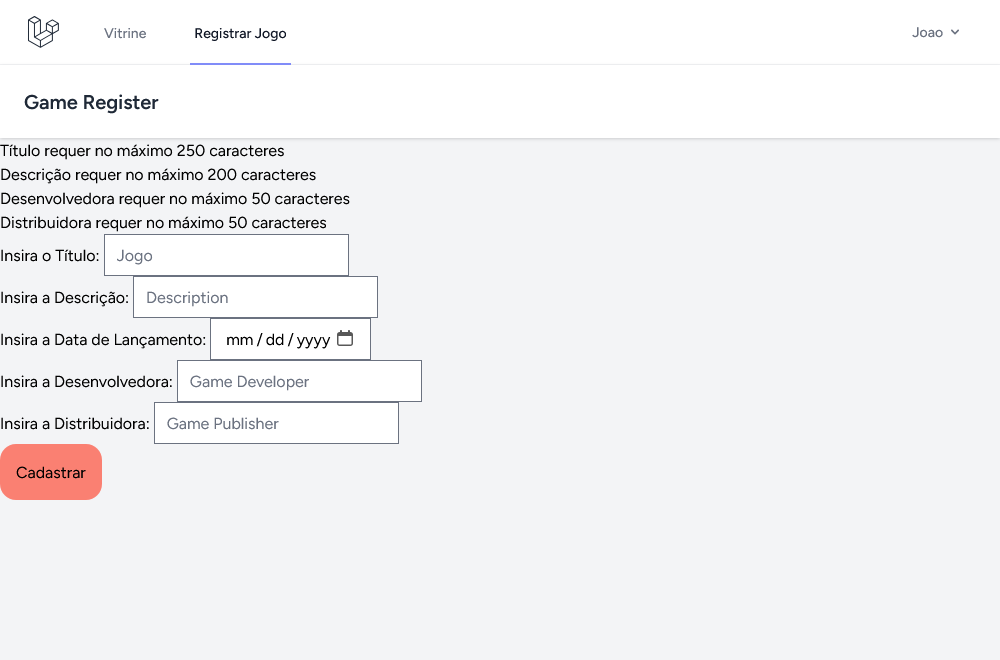 Vitrine Registrar Jogo Joao
Game Register
Título requer no máximo 250 caracteres
Descrição requer no máximo 200 caracteres
Desenvolvedora requer no máximo 50 caracteres
Distribuidora requer no máximo 50 caracteres
Insira o Título: Jogo
Insira a Descrição: Description
Insira a Data de Lançamento: mm / dd / yyyy
Insira a Desenvolvedora: Game Developer
Insira a Distribuidora: Game Publisher
Cadastrar